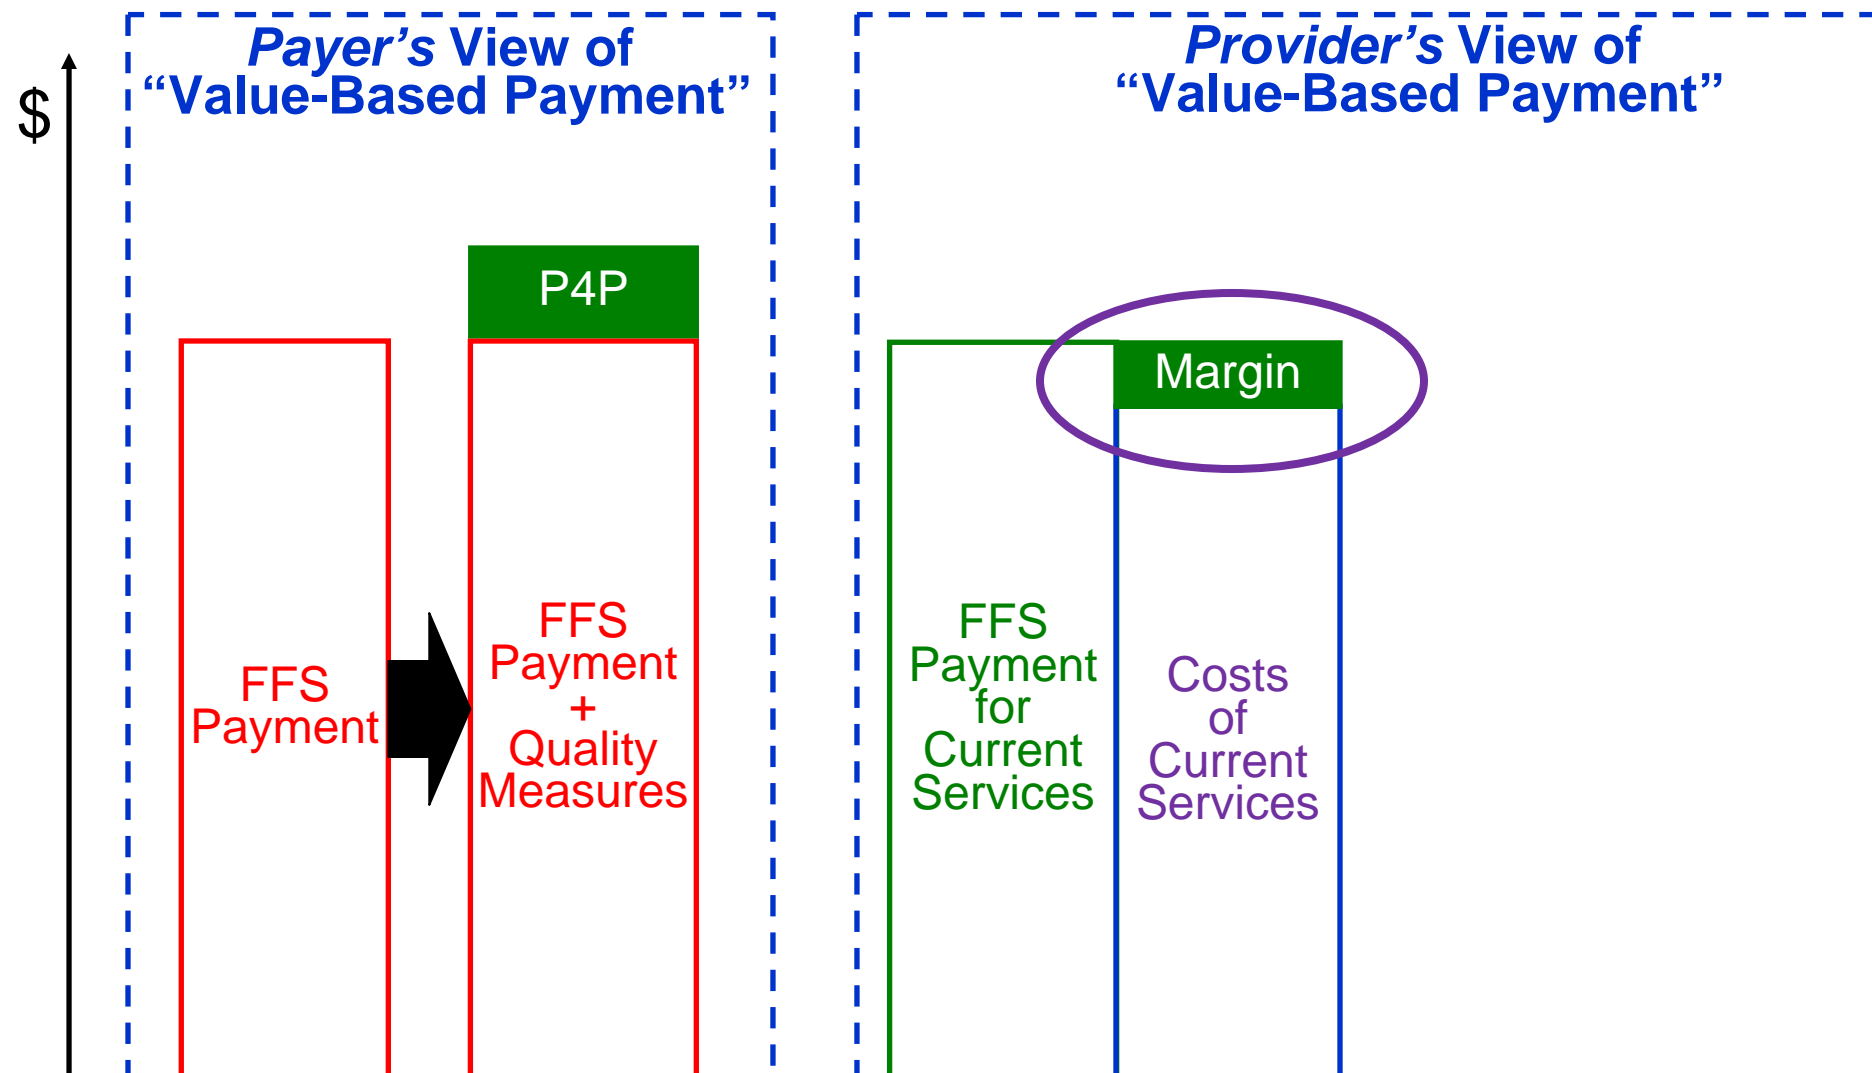 $
Payer’s View of
“Value-Based Payment”
P4P
FFS
Payment
FFS
Payment
+
Quality
Measures
Provider’s View of
“Value-Based Payment”
Margin
FFS
Payment
for
Current
Services
Costs
of
Current
Services